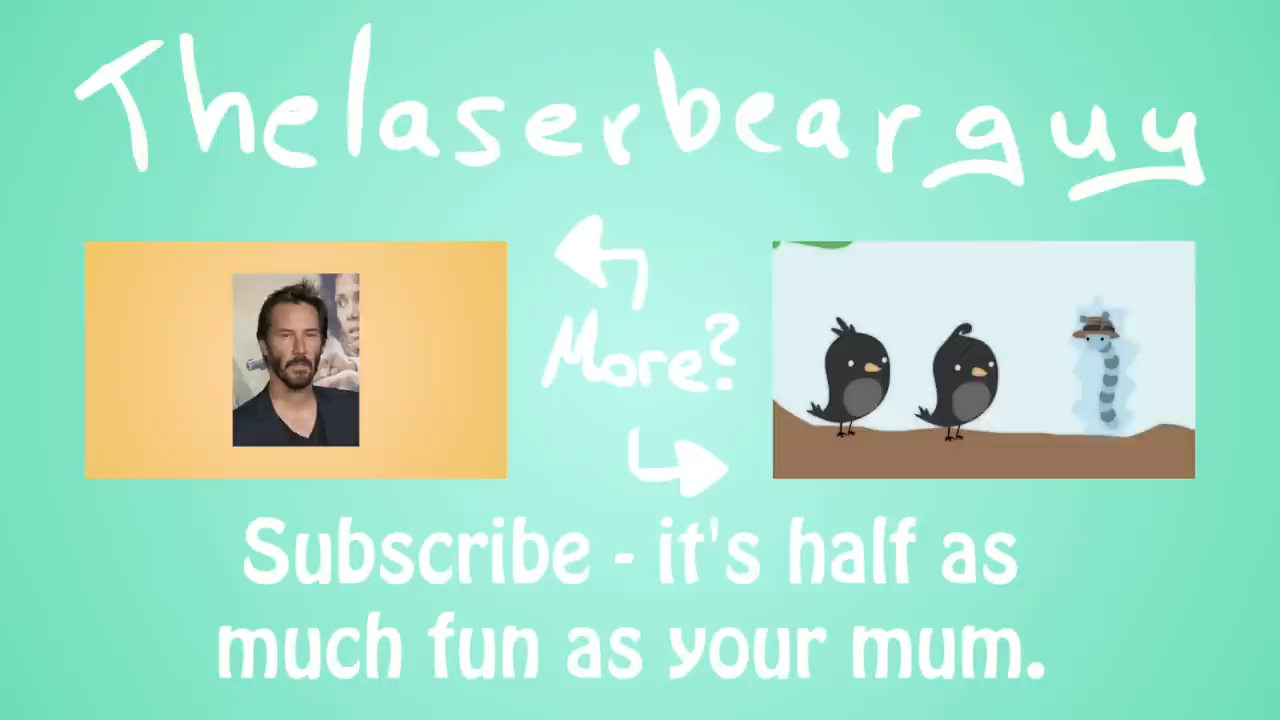 Thelaserbearguy
More?
Subscribe - it's half as
much fun as your mum.